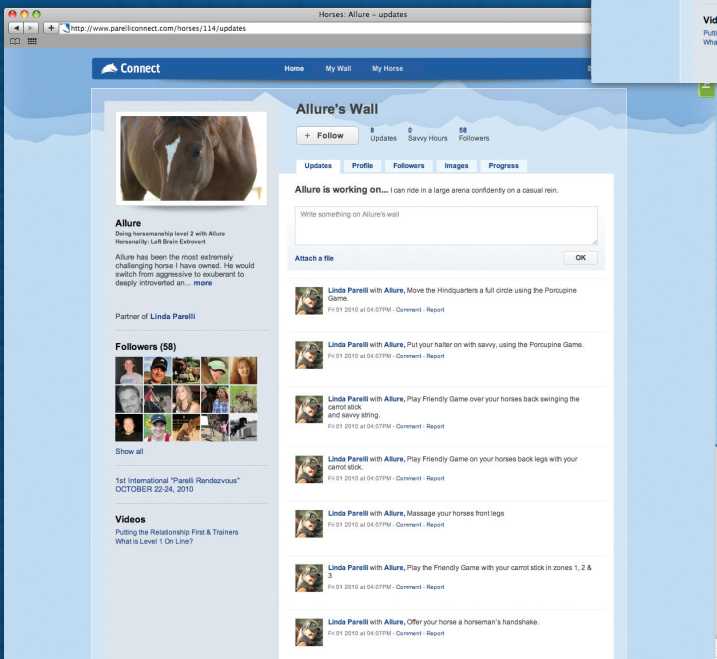 Horses: Allure – updates
http://www.parelliconnect.com/horses/114/updates
Connect
Home My Wall My Horse
Allure's Wall
+ Follow
8 Updates
0 Savvy Hours
58 Followers
Updates Profile Followers Images Progress
Allure is working on... I can ride in a large arena confidently on a casual rein.
Write something on Allure's wall
Attach a file
OK
Allure
Doing horsemanship level 2 with Allure
Horsenality: Left Brain Extrovert
Allure has been the most extremely
challenging horse I have owned. He would
switch from aggressive to exuberant to
deeply introverted an... more
Partner of Linda Parelli
Followers (58)
Show all
1st International "Parelli Rendezvous"
OCTOBER 22-24, 2010
Videos
Putting the Relationship First & Trainers
What is Level 1 On Line?
Linda Parelli with Allure, Move the Hindquarters a full circle using the Porcupine
Game.
Fri 01 2010 at 04:07PM - Comment - Report
Linda Parelli with Allure, Put your halter on with savvy, using the Porcupine Game.
Fri 01 2010 at 04:07PM - Comment - Report
Linda Parelli with Allure, Play Friendly Game over your horses back swinging the
carrot stick
and savvy string.
Fri 01 2010 at 04:07PM - Comment - Report
Linda Parelli with Allure, Play Friendly Game on your horses back legs with your
carrot stick.
Fri 01 2010 at 04:07PM - Comment - Report
Linda Parelli with Allure, Massage your horses front legs
Fri 01 2010 at 04:07PM - Comment - Report
Linda Parelli with Allure, Play the Friendly Game with your carrot stick in zones 1, 2 &
3
Fri 01 2010 at 04:07PM - Comment - Report
Linda Parelli with Allure, Offer your horse a horseman's handshake.
Fri 01 2010 at 04:07PM - Comment - Report